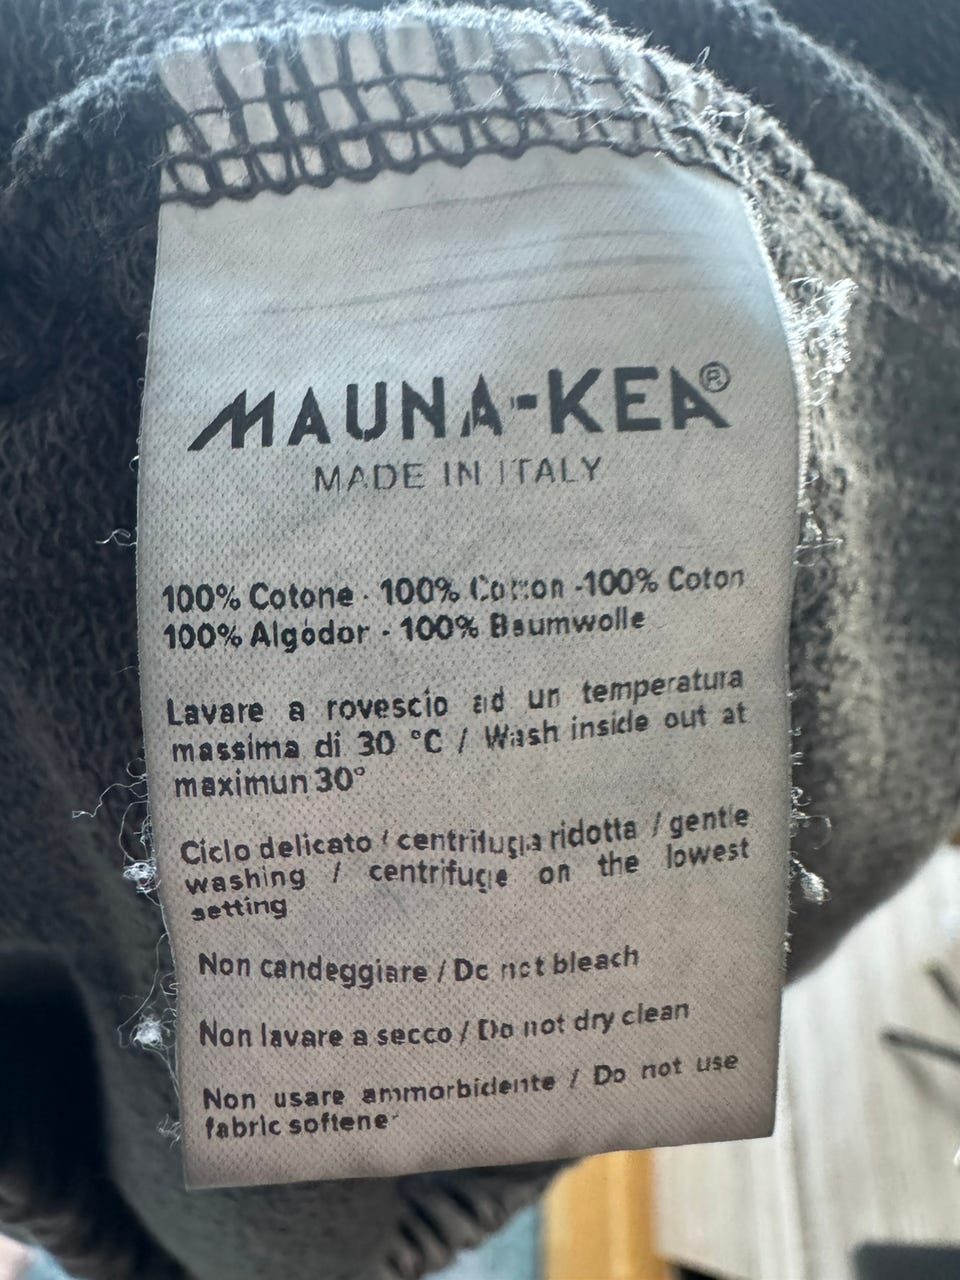 MAUNA-KEA®
MADE IN ITALY
100% Cotone · 100% Cotton -100% Coton
100% Algodor - 100% Baumwolle
Lavare a rovescio ad un temperatura
massima di 30 °C / Wash inside out at
maximun 30°
Ciclo delicato / centrifugia ridotta / gentle
washing / centrifuge on the lowest
setting
Non candeggiare / Do not bleach
Non lavare a secco / Do not dry clean
Non usare ammorbidente / Do not use
fabric softener